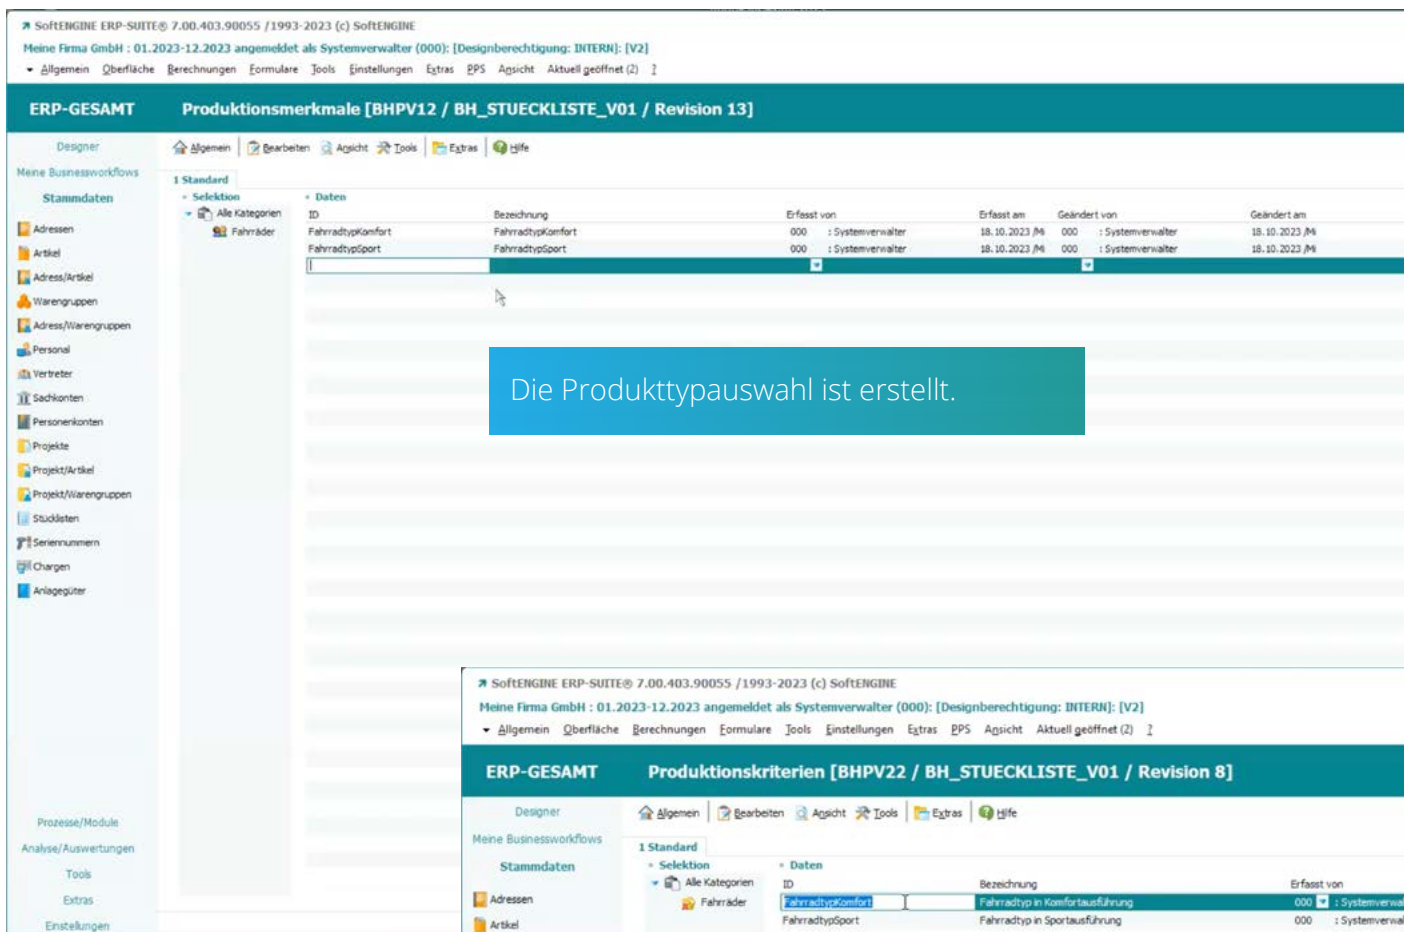 SoftENGINE ERP-SUITE® 7.00.403.90055 /1993-2023 (c) SoftENGINE
Meine Firma GmbH : 01.2023-12.2023 angemeldet als Systemverwalter (000): [Designberechtigung: INTERN]: [V2]
Allgemein Oberfläche Berechnungen Formulare Tools Einstellungen Extras PPS Ansicht Aktuell geöffnet (2) ?
ERP-GESAMT Produktionsmerkmale [BHPV12 / BH_STUECKLISTE_V01 / Revision 13]
Designer Allgemein Bearbeiten Ansicht Tools Extras Hilfe
Meine Businessworkflows
1 Standard
Stammdaten Selektion Daten
Alle Kategorien ID Bezeichnung Erfasst von Erfasst am Geändert von Geändert am
Adressen Fahrräder FahrradtypKomfort FahrradtypKomfort 000 : Systemverwalter 18.10.2023 /Mi 000 : Systemverwalter 18.10.2023 /Mi
Artikel FahrradtypSport FahrradtypSport 000 : Systemverwalter 18.10.2023 /Mi 000 : Systemverwalter 18.10.2023 /Mi
Adress/Artikel
Warengruppen
Adress/Warengruppen
Personal
Vertreter
Die Produkttypauswahl ist erstellt.
Sachkonten
Personenkonten
Projekte
Projekt/Artikel
Projekt/Warengruppen
Stücklisten
Seriennummern
Chargen
Anlagegüter
Prozesse/Module
Analyse/Auswertungen
Tools
Extras
Einstellungen
SoftENGINE ERP-SUITE® 7.00.403.90055 /1993-2023 (c) SoftENGINE
Meine Firma GmbH : 01.2023-12.2023 angemeldet als Systemverwalter (000): [Designberechtigung: INTERN]: [V2]
Allgemein Oberfläche Berechnungen Formulare Tools Einstellungen Extras PPS Ansicht Aktuell geöffnet (2) ?
ERP-GESAMT Produktionskriterien [BHPV22 / BH_STUECKLISTE_V01 / Revision 8]
Designer Allgemein Bearbeiten Ansicht Tools Extras Hilfe
Meine Businessworkflows
1 Standard
Stammdaten Selektion Daten
Alle Kategorien ID Bezeichnung Erfasst von
Adressen Fahrräder FahrradtypKomfort Fahrradtyp in Komfortausführung 000 : Systemverwal
Artikel FahrradtypSport Fahrradtyp in Sportausführung 000 : Systemverwal